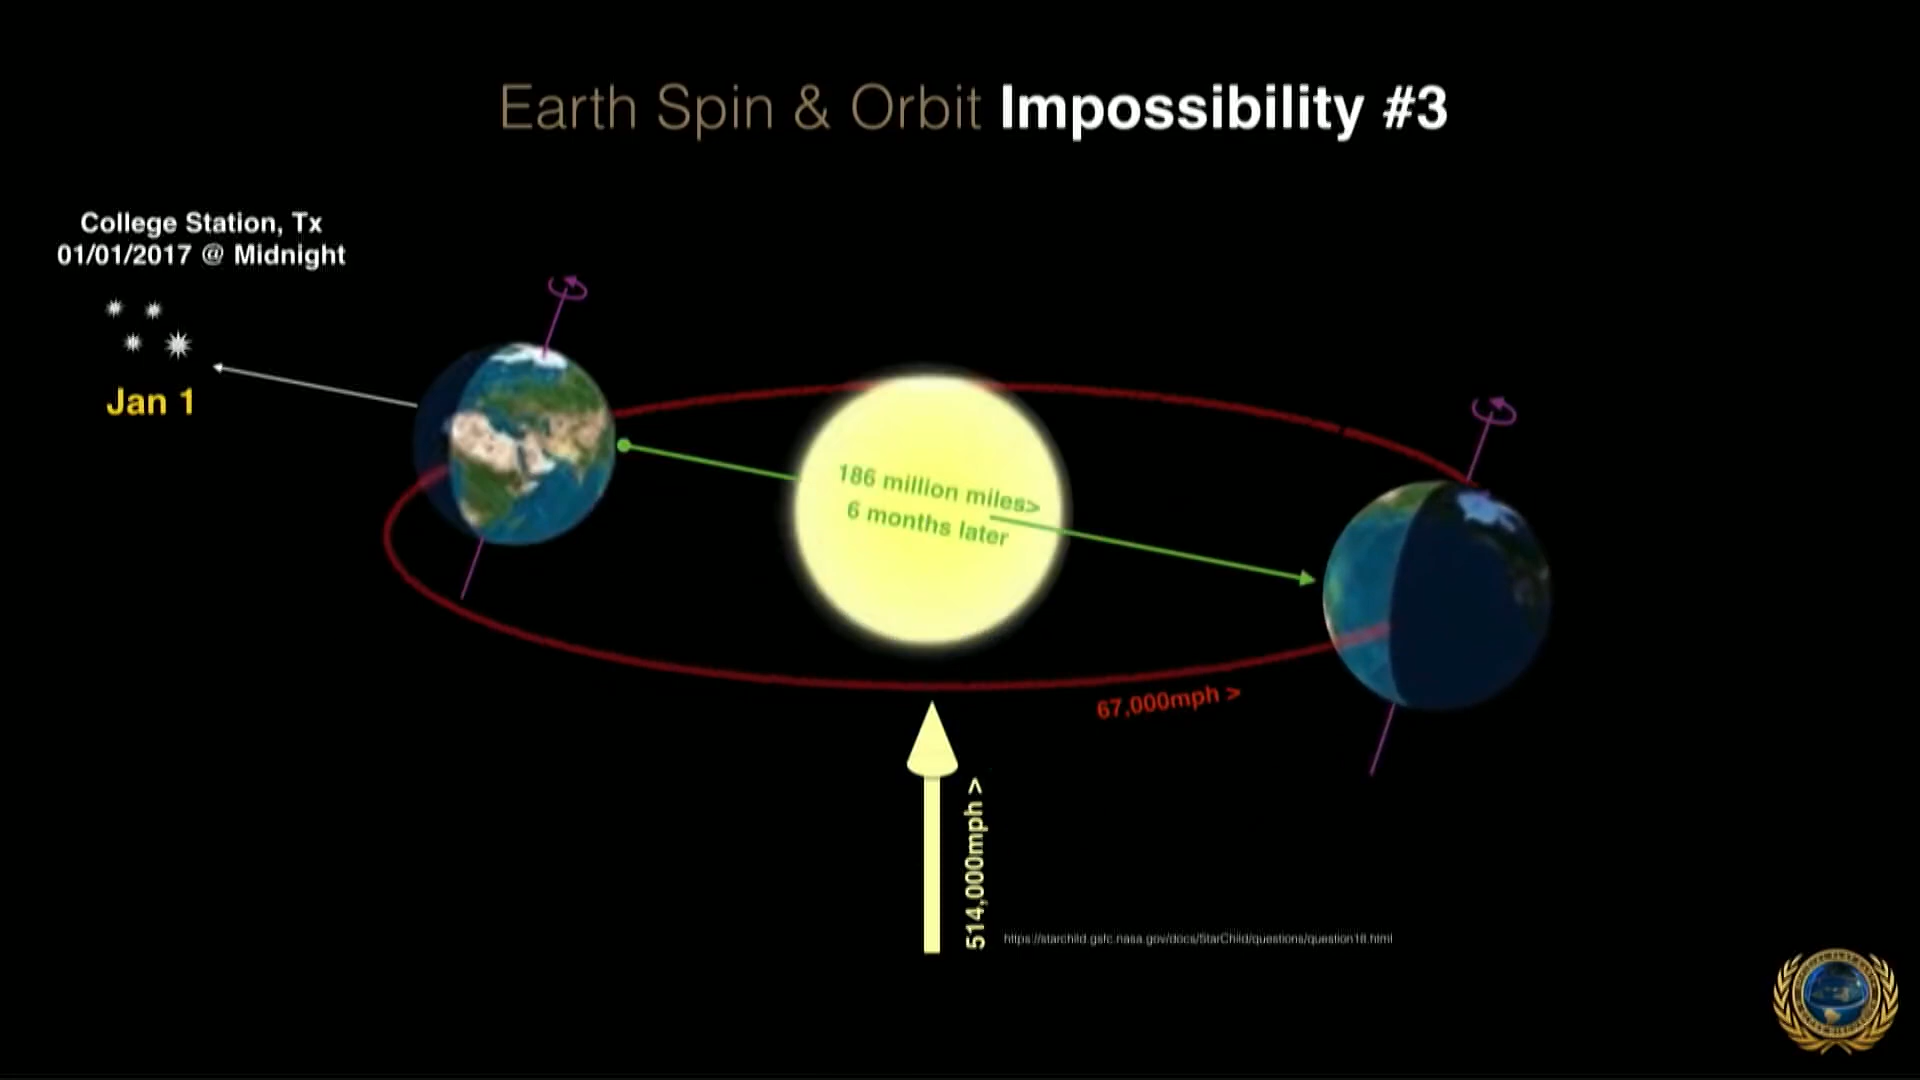 Earth Spin & Orbit Impossibility #3
College Station, Tx
01/01/2017 @ Midnight
Jan 1
186 million miles>
6 months later
67,000mph >
514,000mph >
https://starchild.gsfc.nasa.gov/docs/StarChild/questions/question18.html